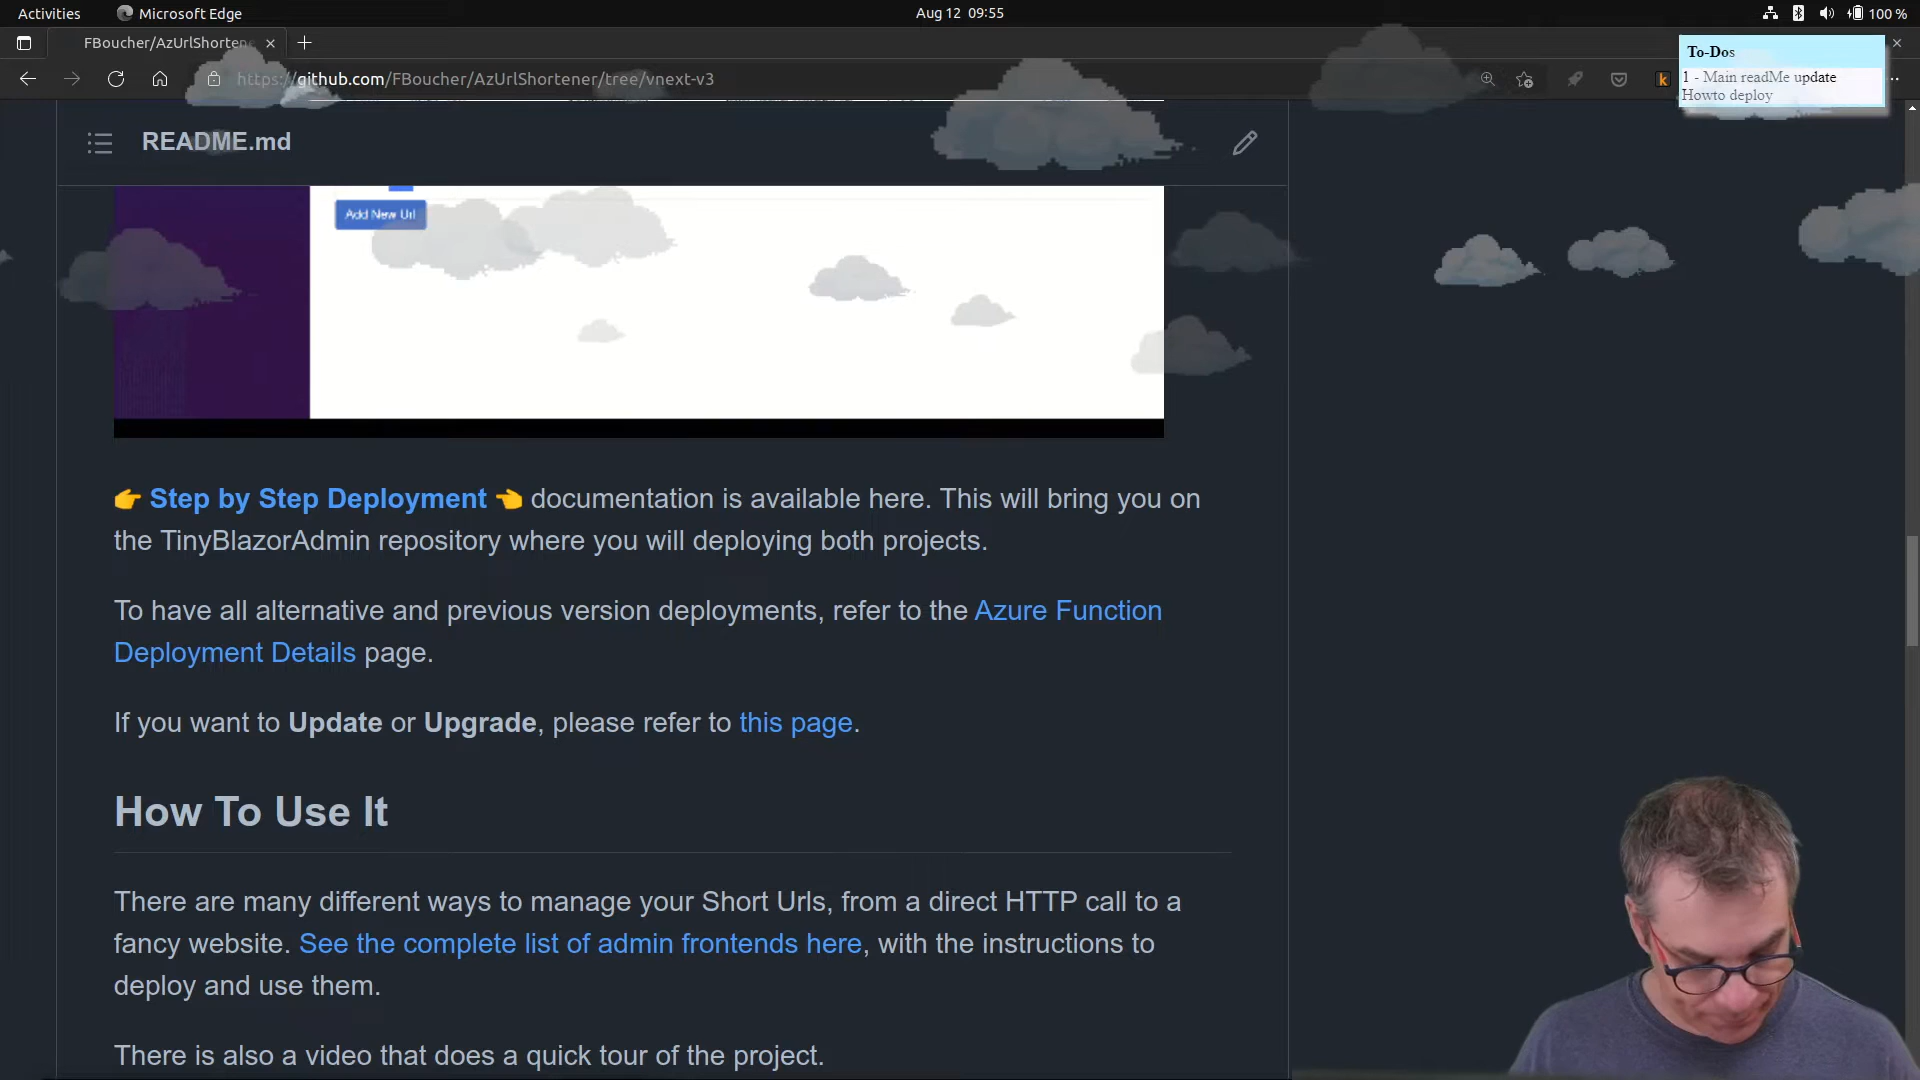 Activities
Microsoft Edge
Aug 12 09:55
100 %
FBoucher/AzUrlShortene
https://github.com/FBoucher/AzUrlShortener/tree/vnext-v3
k
To-Dos
1 - Main readMe update
Howto deploy
README.md
Add New Url
👉 Step by Step Deployment 👈 documentation is available here. This will bring you on
the TinyBlazorAdmin repository where you will deploying both projects.
To have all alternative and previous version deployments, refer to the Azure Function
Deployment Details page.
If you want to Update or Upgrade, please refer to this page.
How To Use It
There are many different ways to manage your Short Urls, from a direct HTTP call to a
fancy website. See the complete list of admin frontends here, with the instructions to
deploy and use them.
There is also a video that does a quick tour of the project.